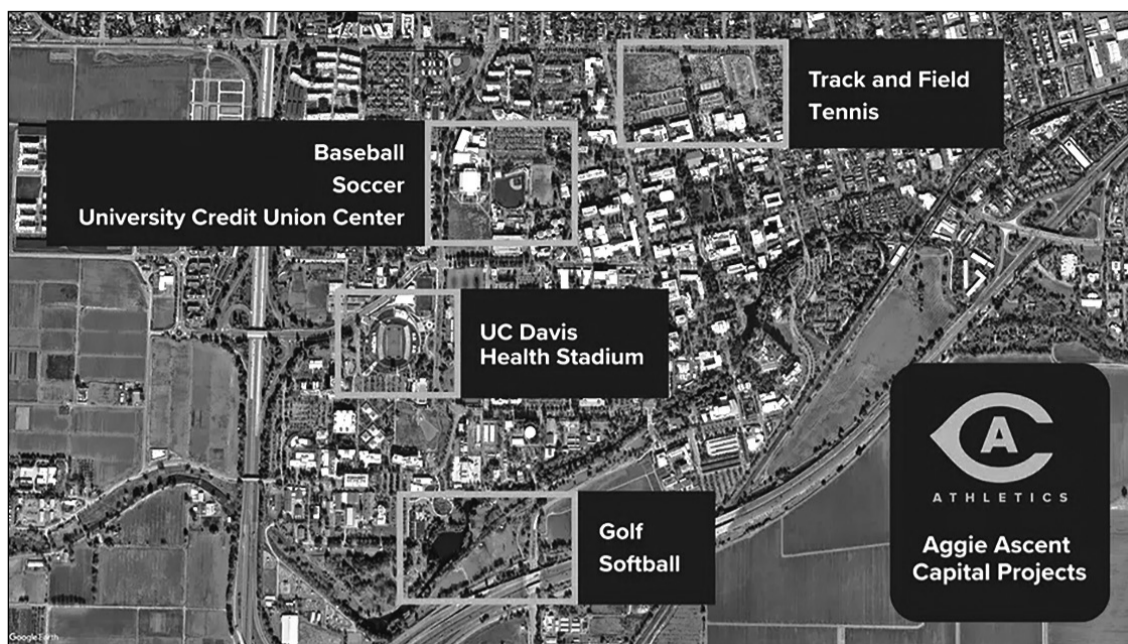 Track and Field
Tennis
Baseball
Soccer
University Credit Union Center
UC Davis
Health Stadium
Golf
Softball
CA
ATHLETICS
Aggie Ascent
Capital Projects
Google Earth